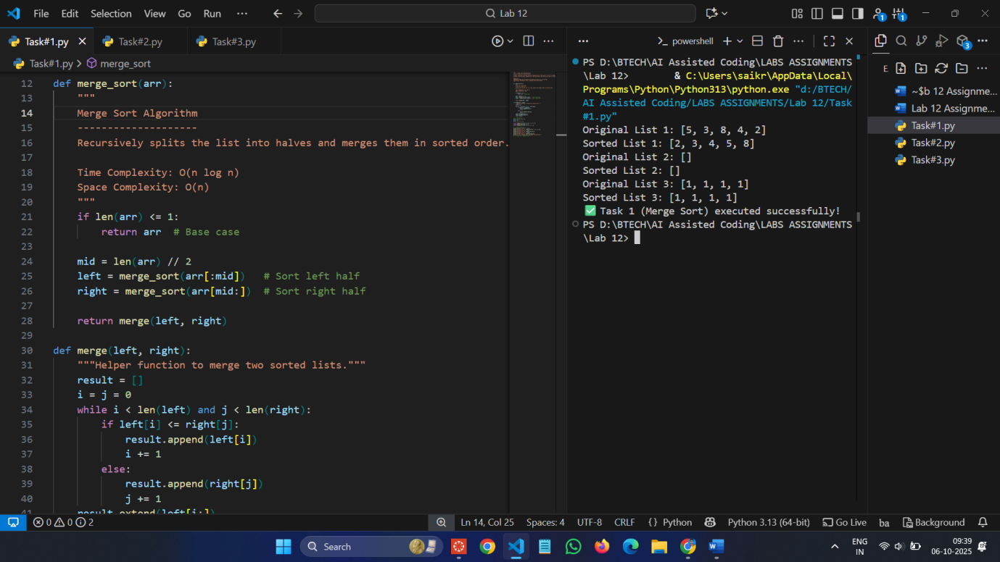 File Edit Selection View Go Run ··· Lab 12
Task#1.py Task#2.py Task#3.py
Task#1.py > merge_sort
12 def merge_sort(arr):
13 """
14 Merge Sort Algorithm
15 --------------------
16 Recursively splits the list into halves and merges them in sorted order.
17
18 Time Complexity: O(n log n)
19 Space Complexity: O(n)
20 """
21 if len(arr) <= 1:
22 return arr # Base case
23
24 mid = len(arr) // 2
25 left = merge_sort(arr[:mid]) # Sort left half
26 right = merge_sort(arr[mid:]) # Sort right half
27
28 return merge(left, right)
29
30 def merge(left, right):
31 """Helper function to merge two sorted lists."""
32 result = []
33 i = j = 0
34 while i < len(left) and j < len(right):
35 if left[i] <= right[j]:
36 result.append(left[i])
37 i += 1
38 else:
39 result.append(right[j])
40 j += 1
41 result.extend(left[i:])
powershell
PS D:\BTECH\AI Assisted Coding\LABS ASSIGNMENTS
\Lab 12> & C:\Users\saikr\AppData\Local\
Programs\Python\Python313\python.exe "d:/BTECH/
AI Assisted Coding/LABS ASSIGNMENTS/Lab 12/Task
#1.py"
Original List 1: [5, 3, 8, 4, 2]
Sorted List 1: [2, 3, 4, 5, 8]
Original List 2: []
Sorted List 2: []
Original List 3: [1, 1, 1, 1]
Sorted List 3: [1, 1, 1, 1]
✅ Task 1 (Merge Sort) executed successfully!
PS D:\BTECH\AI Assisted Coding\LABS ASSIGNMENTS
\Lab 12>
1 1
3
E
~$b 12 Assignme...
Lab 12 Assignme...
Task#1.py
Task#2.py
Task#3.py
0 0 2 Ln 14, Col 25 Spaces: 4 UTF-8 CRLF {} Python Python 3.13 (64-bit) Go Live ba Background
Search
ENG
IN
09:39
06-10-2025